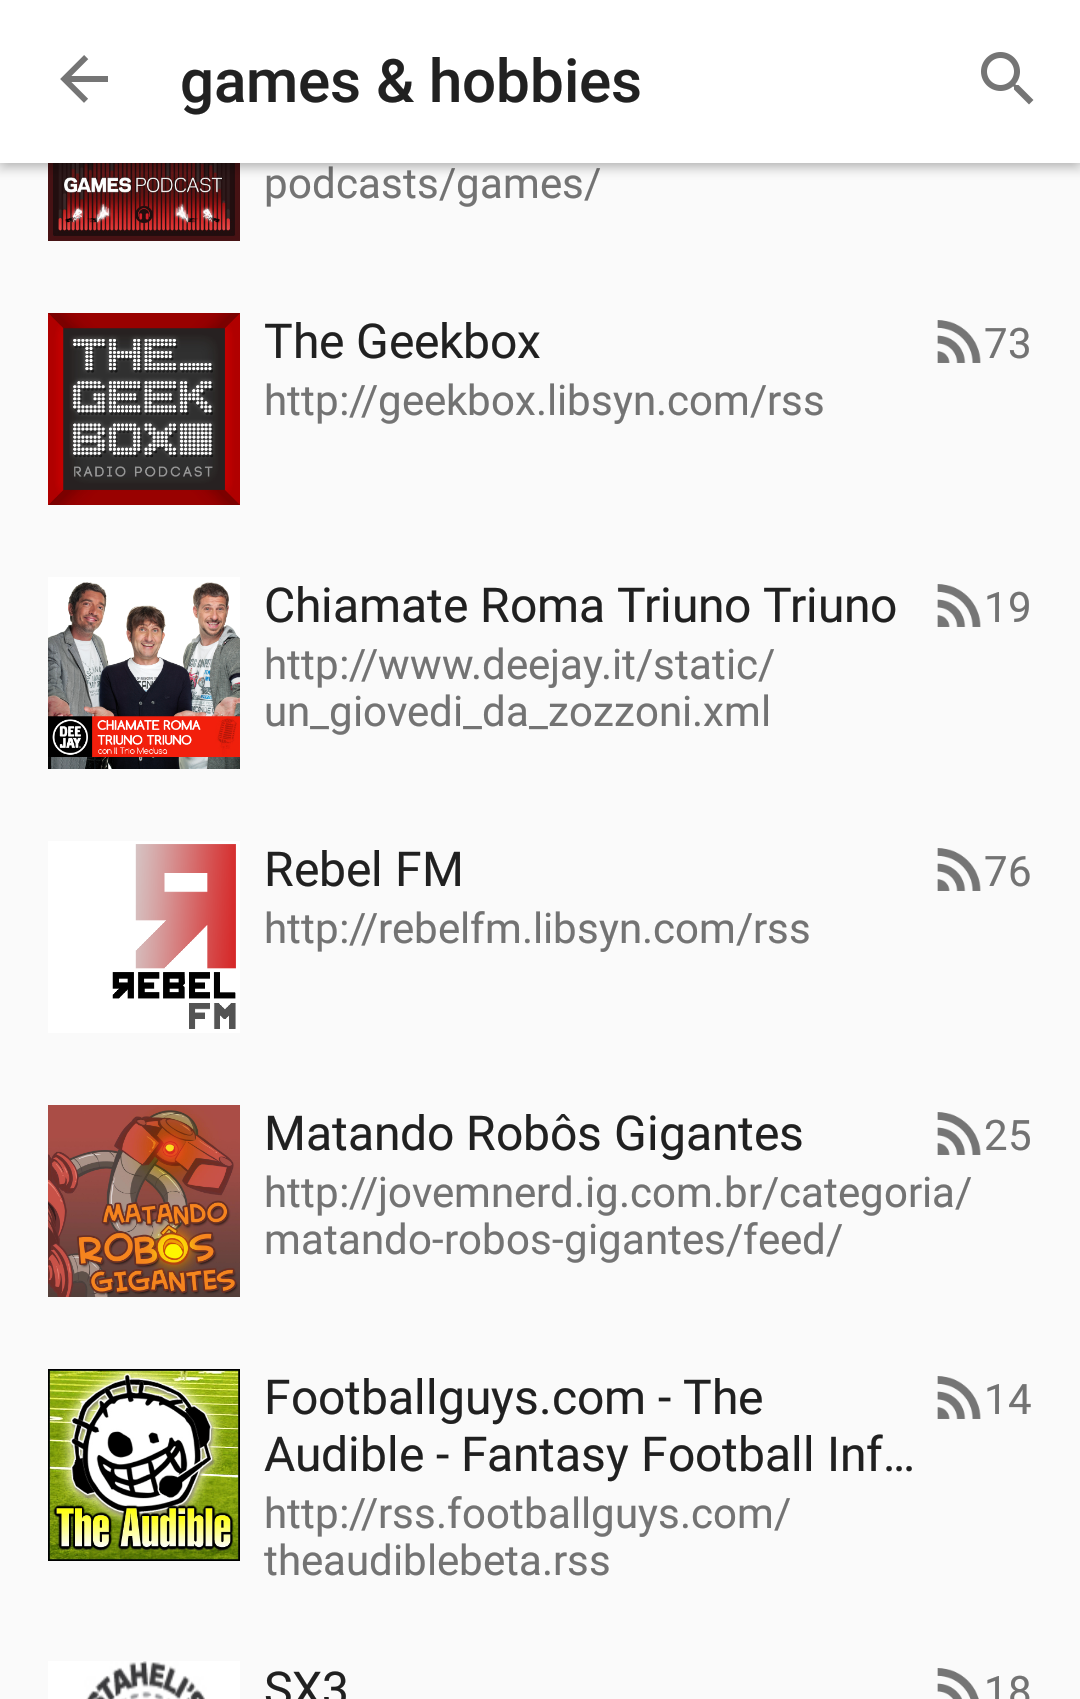 games & hobbies
GAMES PODCAST
podcasts/games/
THE_
GEEK
BOX
RADIO PODCAST
The Geekbox
73
http://geekbox.libsyn.com/rss
DEE
JAY
CHIAMATE ROMA
TRIUNO TRIUNO
con Il Trio Medusa
Chiamate Roma Triuno Triuno
19
http://www.deejay.it/static/
un_giovedi_da_zozzoni.xml
REBEL
FM
Rebel FM
76
http://rebelfm.libsyn.com/rss
MATANDO
ROBÔS
GIGANTES
Matando Robôs Gigantes
25
http://jovemnerd.ig.com.br/categoria/
matando-robos-gigantes/feed/
The Audible
Footballguys.com - The
14
Audible - Fantasy Football Inf...
http://rss.footballguys.com/
theaudiblebeta.rss
STAHELI'S
SX3
18